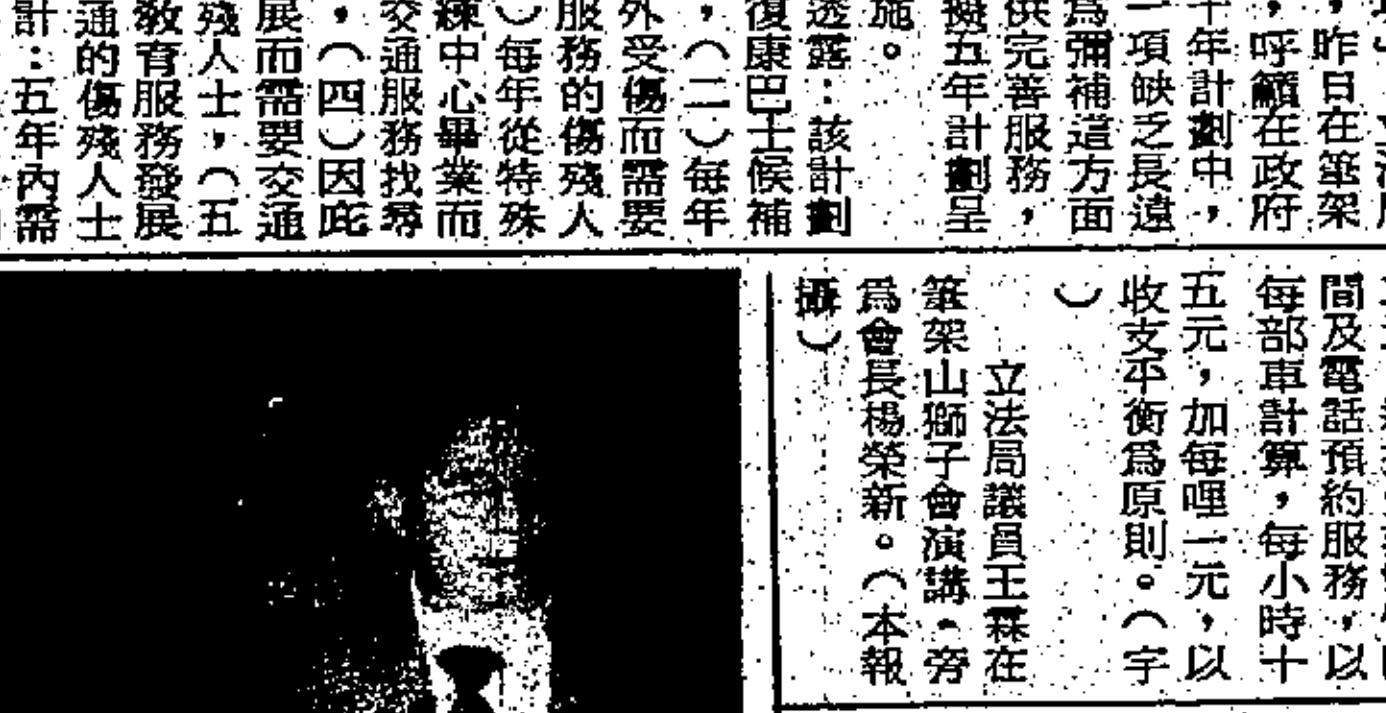 ，昨日在筆架
，呼籲在政府
十年計劃中，
一項缺乏長遠
爲彌補這方面
供完善服務，
擬五年計劃呈
施。
透露：該計劃
復康巴士候補
，（二）每年
外受傷而需要
服務的傷殘人
）每年從特殊
練中心畢業而
交通服務找尋
，（四）因庇
展而需要交通
殘人士，（五
教育服務發展
通的傷殘人士
計：五年內需
間及電話預約服務，以
每部車計算，每小時十
五元，加每哩一元，以
收支平衡爲原則。（宇
）
立法局議員王霖在
筆架山獅子會演講。旁
爲會長楊榮新。（本報
攝）